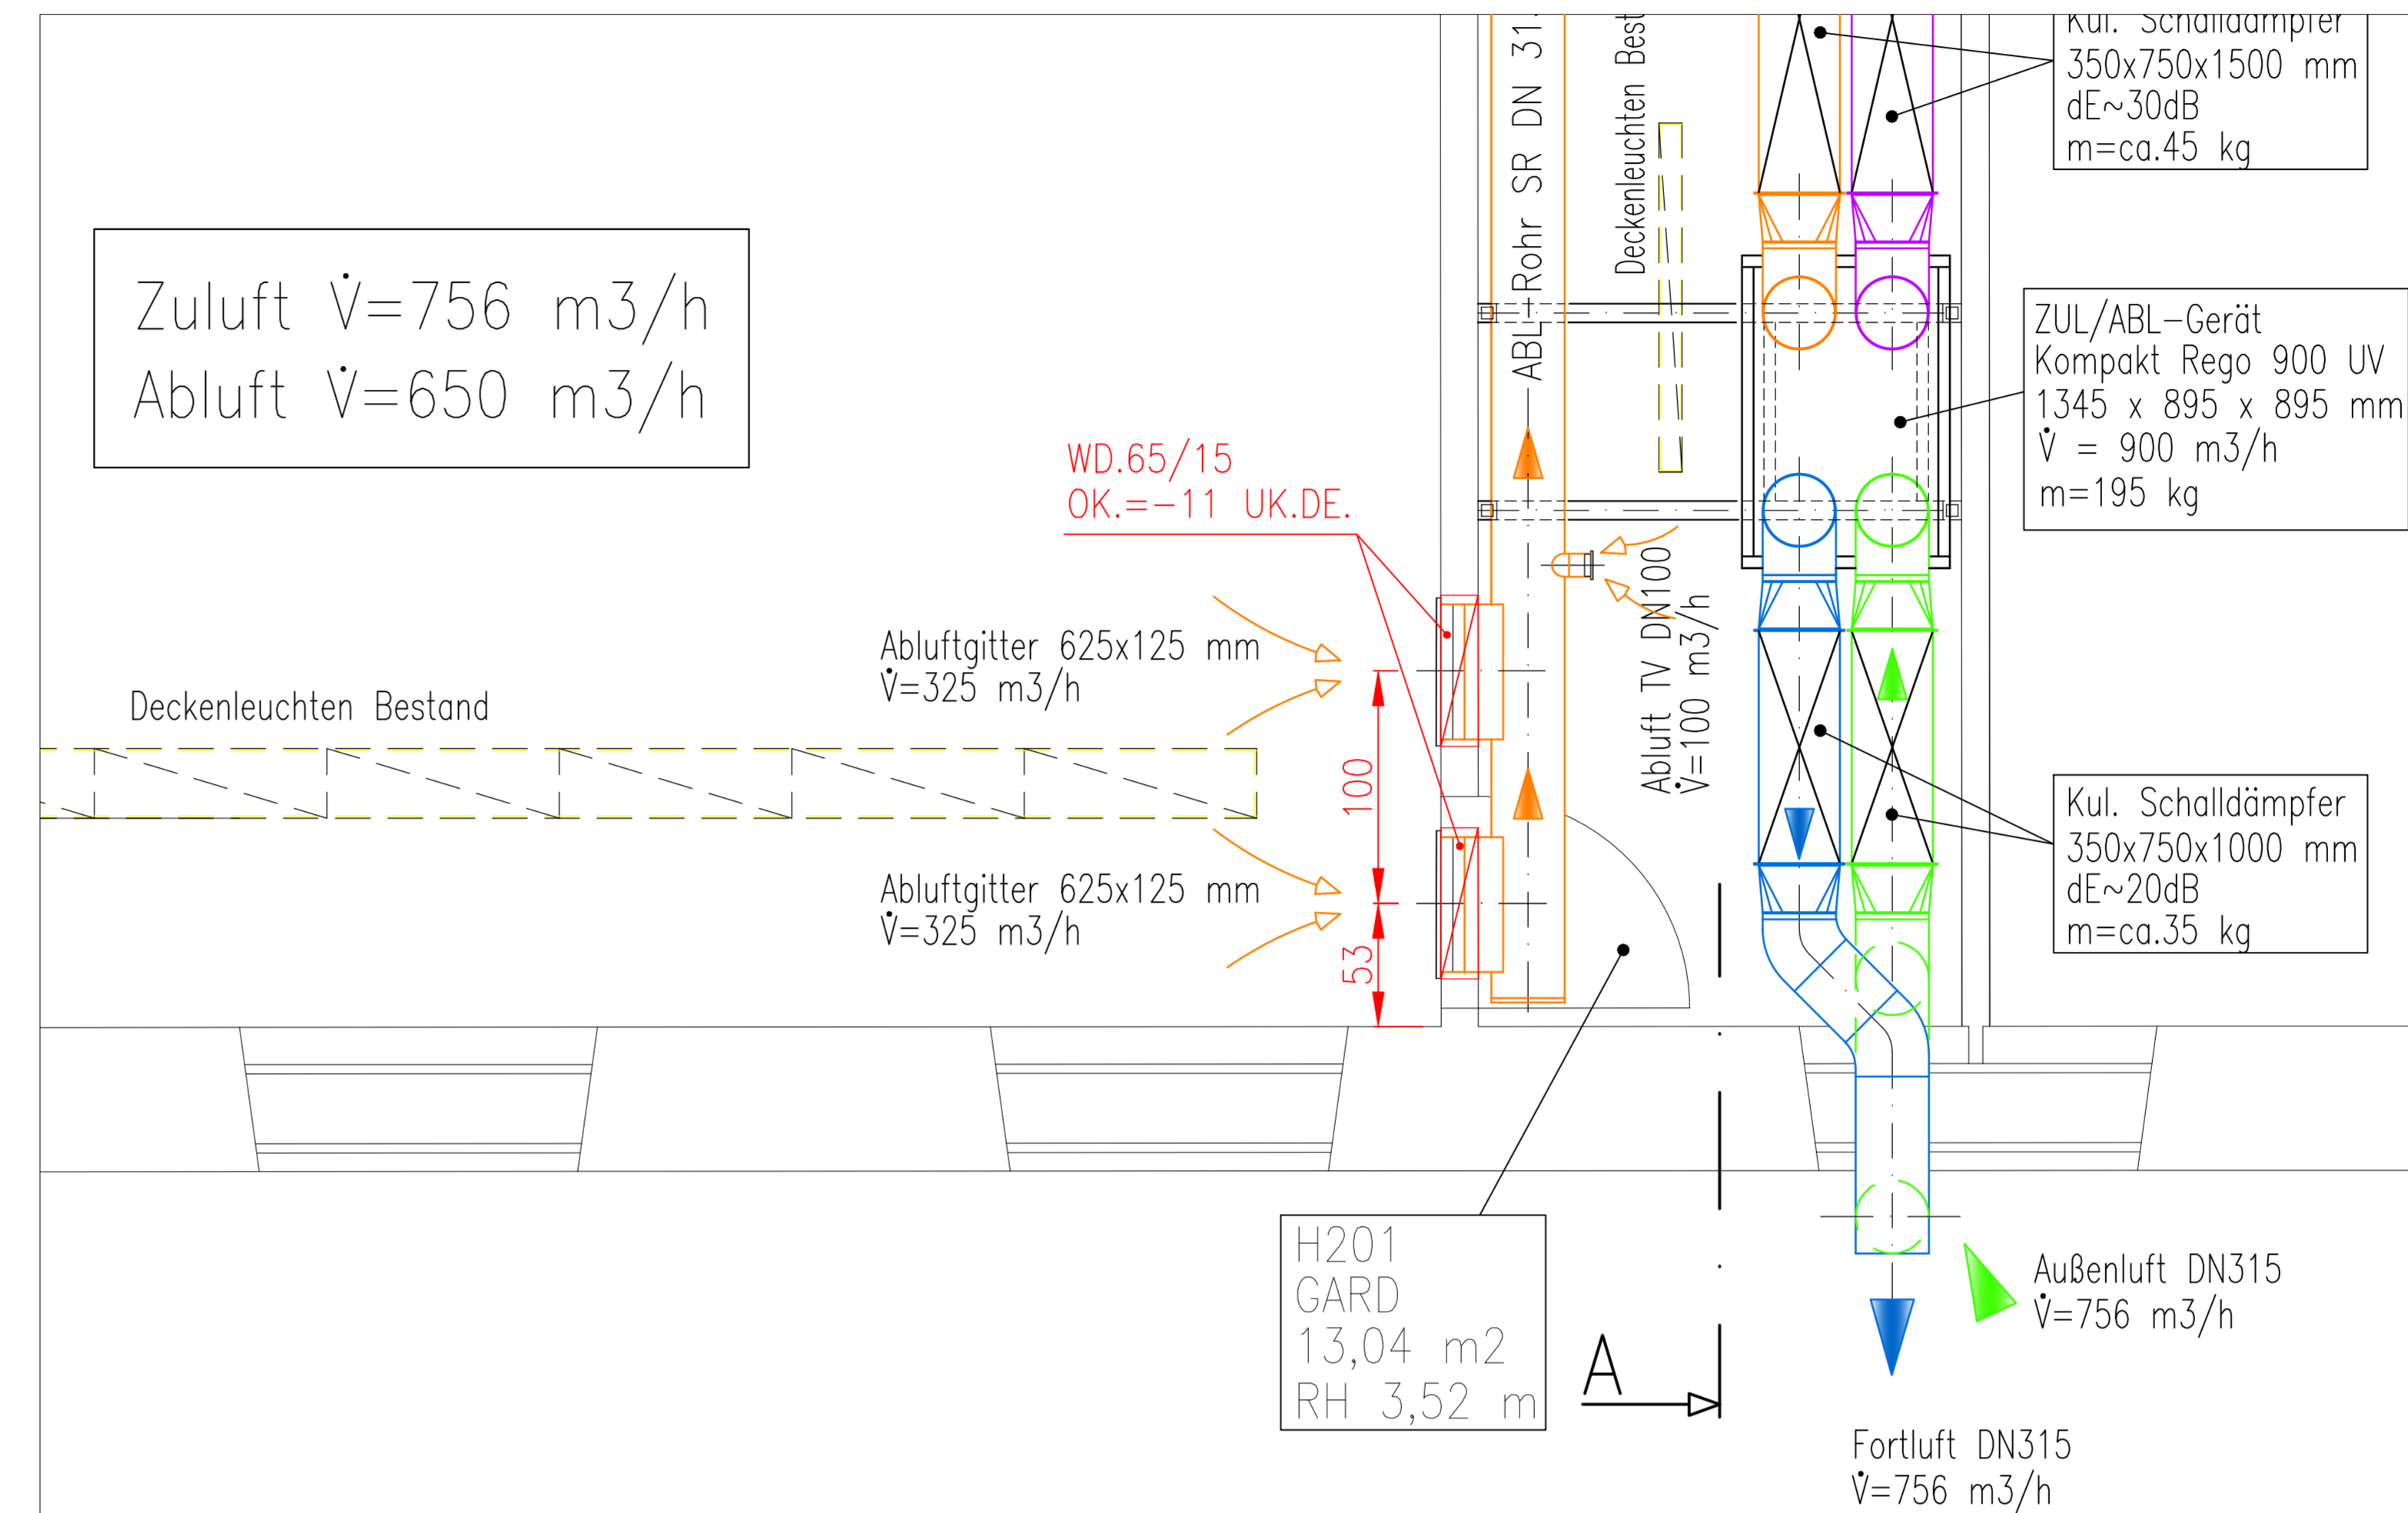 Kul. Schalldämpfer
350x750x1500 mm
dE~30dB
m=ca.45 kg
ABL-Rohr SR DN
Deckenleuchten
Zuluft V̇=756 m3/h
Abluft V̇=650 m3/h
ZUL/ABL-Gerät
Kompakt Rego 900 UV
1345 x 895 x 895 mm
V̇ = 900 m3/h
m=195 kg
WD.65/15
OK.=-11 UK.DE.
Abluftgitter 625x125 mm
V̇=325 m3/h
Abluft TV DN100
V̇=100 m3/h
Deckenleuchten Bestand
100
Kul. Schalldämpfer
350x750x1000 mm
dE~20dB
m=ca.35 kg
Abluftgitter 625x125 mm
V̇=325 m3/h
53
H201
GARD
13,04 m2
RH 3,52 m
A
Außenluft DN315
V̇=756 m3/h
Fortluft DN315
V̇=756 m3/h